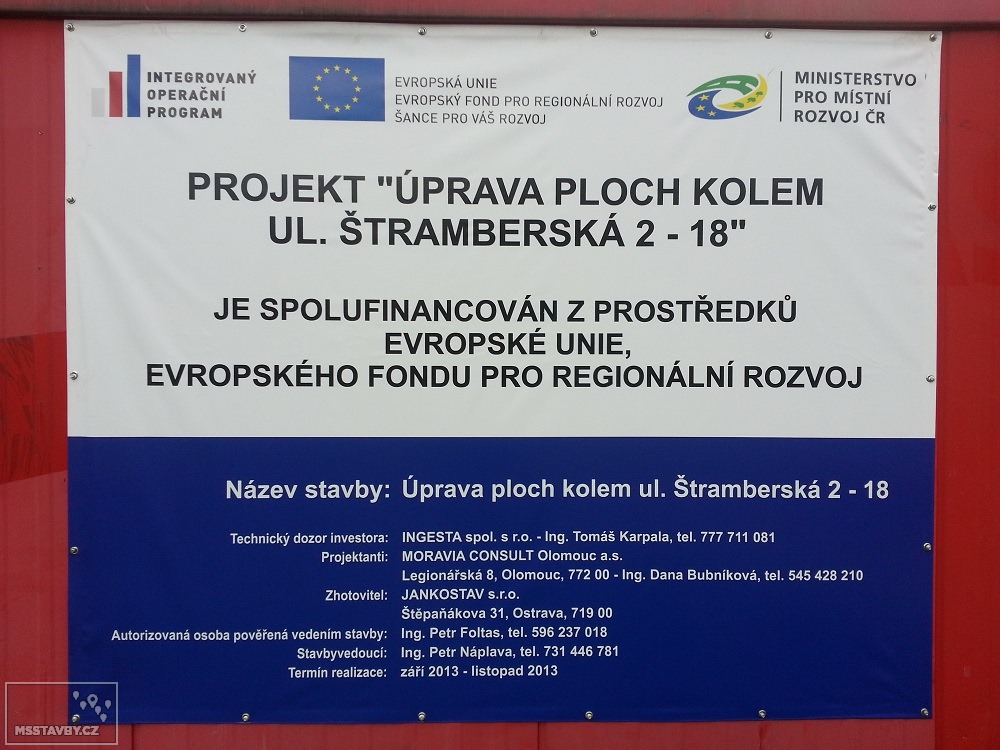 INTEGROVANÝ
OPERAČNÍ
PROGRAM
EVROPSKÁ UNIE
EVROPSKÝ FOND PRO REGIONÁLNÍ ROZVOJ
ŠANCE PRO VÁŠ ROZVOJ
MINISTERSTVO
PRO MÍSTNÍ
ROZVOJ ČR
PROJEKT "ÚPRAVA PLOCH KOLEM
UL. ŠTRAMBERSKÁ 2 - 18"
JE SPOLUFINANCOVÁN Z PROSTŘEDKŮ
EVROPSKÉ UNIE,
EVROPSKÉHO FONDU PRO REGIONÁLNÍ ROZVOJ
Název stavby: Úprava ploch kolem ul. Štramberská 2 - 18
Technický dozor investora: INGESTA spol. s r.o. - Ing. Tomáš Karpala, tel. 777 711 081
Projektanti: MORAVIA CONSULT Olomouc a.s.
Legionářská 8, Olomouc, 772 00 - Ing. Dana Bubníková, tel. 545 428 210
Zhotovitel: JANKOSTAV s.r.o.
Štěpaňákova 31, Ostrava, 719 00
Autorizovaná osoba pověřená vedením stavby: Ing. Petr Foltas, tel. 596 237 018
Stavbyvedoucí: Ing. Petr Náplava, tel. 731 446 781
Termín realizace: září 2013 - listopad 2013
MSSTAVBY.CZ